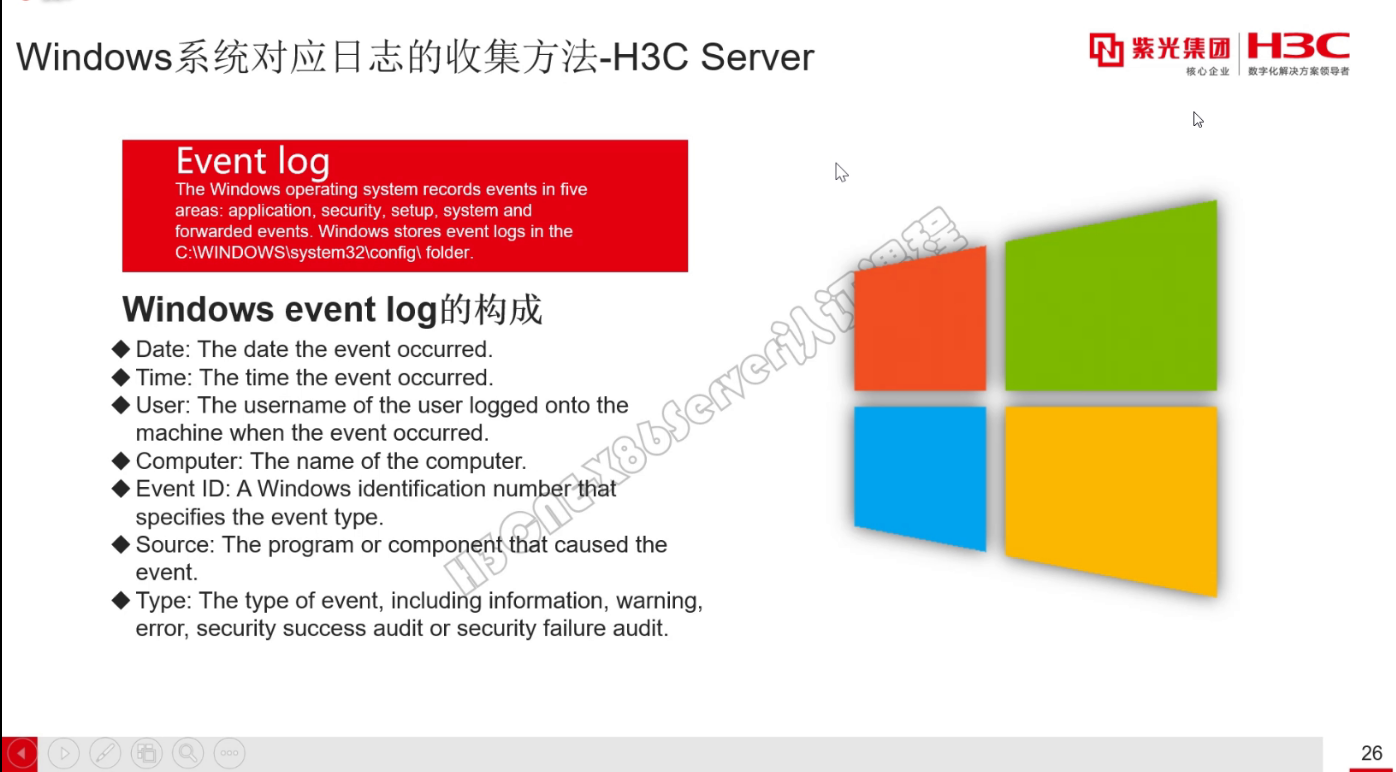 Windows系统对应日志的收集方法-H3C Server
紫光集团
核心企业
H3C
数字化解决方案领导者
Event log
The Windows operating system records events in five
areas: application, security, setup, system and
forwarded events. Windows stores event logs in the
C:\WINDOWS\system32\config\ folder.
Windows event log的构成
◆ Date: The date the event occurred.
◆ Time: The time the event occurred.
◆ User: The username of the user logged onto the
machine when the event occurred.
◆ Computer: The name of the computer.
◆ Event ID: A Windows identification number that
specifies the event type.
◆ Source: The program or component that caused the
event.
◆ Type: The type of event, including information, warning,
error, security success audit or security failure audit.
H3CNE-X86Server认证课程
26